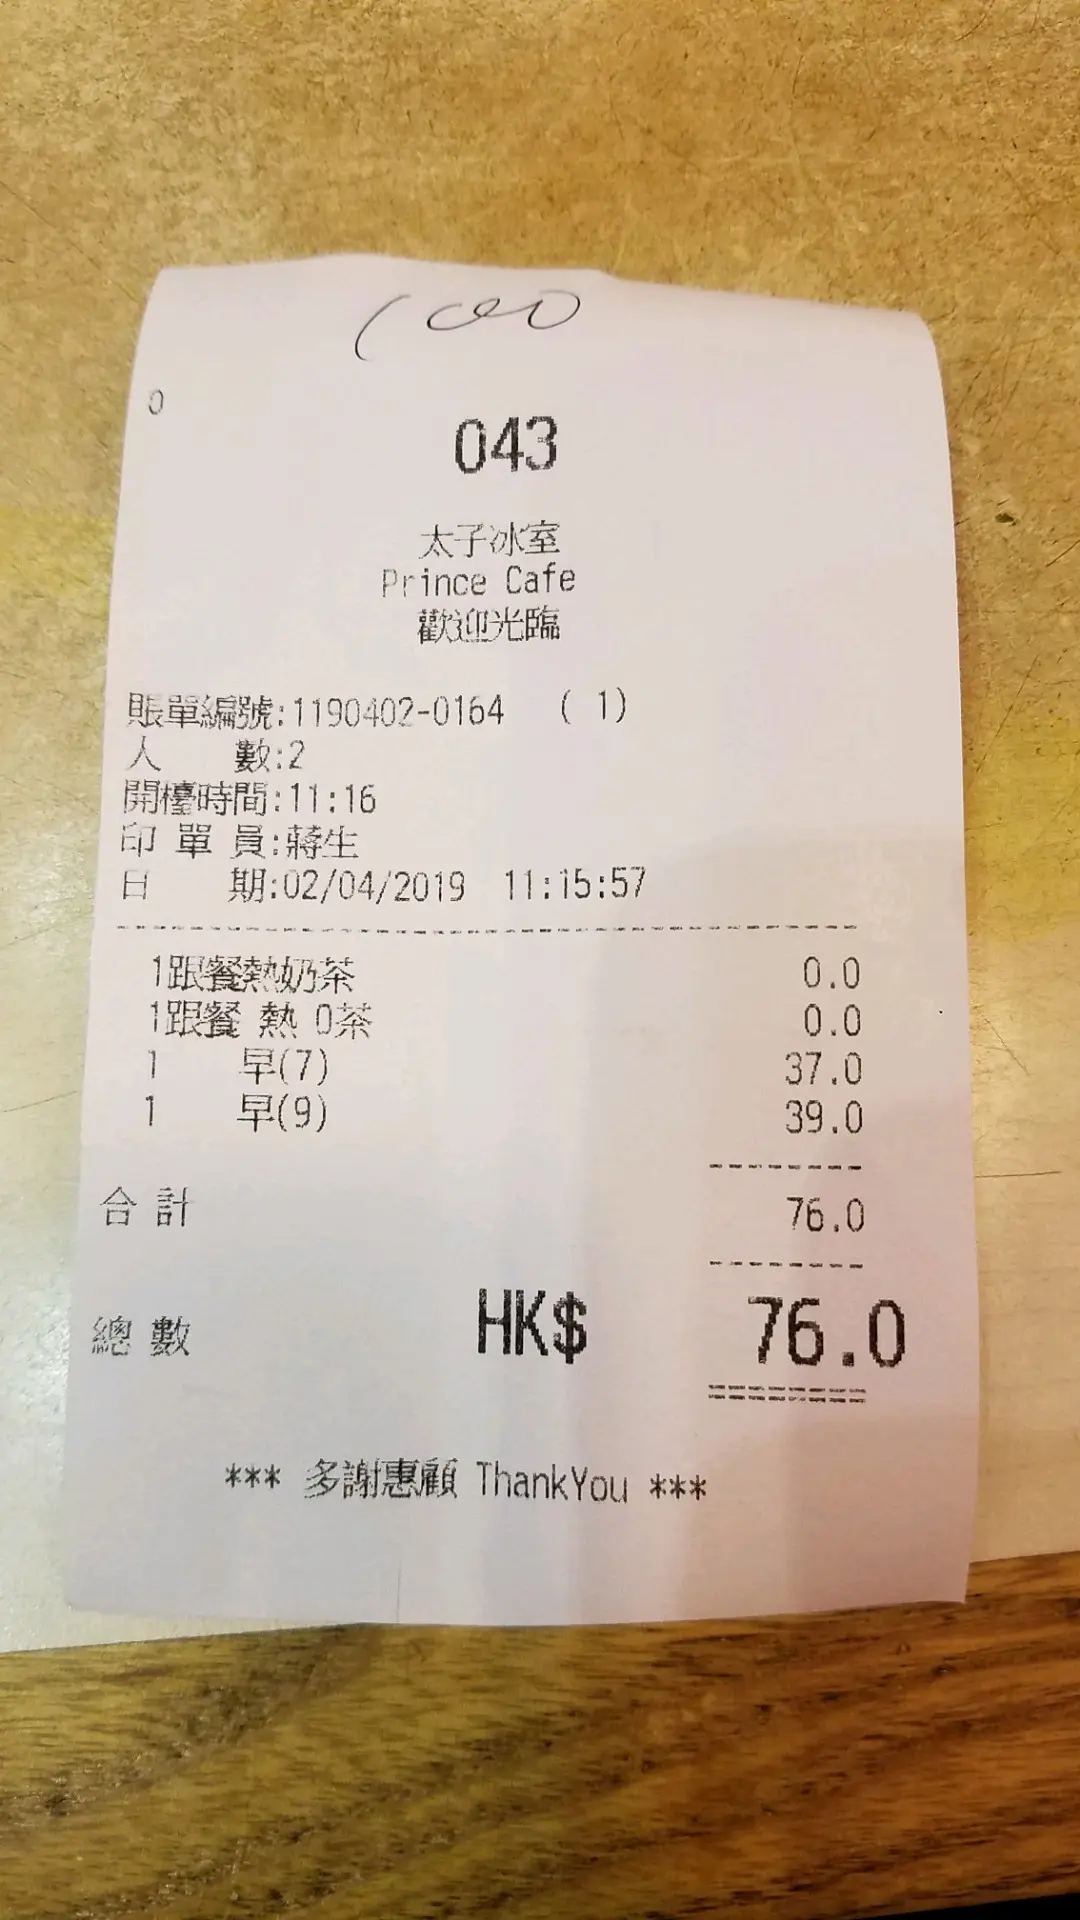 100
0
043
太子冰室
Prince Cafe
歡迎光臨
賬單編號:1190402-0164 ( 1)
人 數:2
開檯時間:11:16
印 單 員:蔣生
日 期:02/04/2019 11:15:57
1跟餐熱奶茶 0.0
1跟餐 熱 0茶 0.0
1 早(7) 37.0
1 早(9) 39.0
合 計 76.0
總 數 HK$ 76.0
*** 多謝惠顧 ThankYou ***